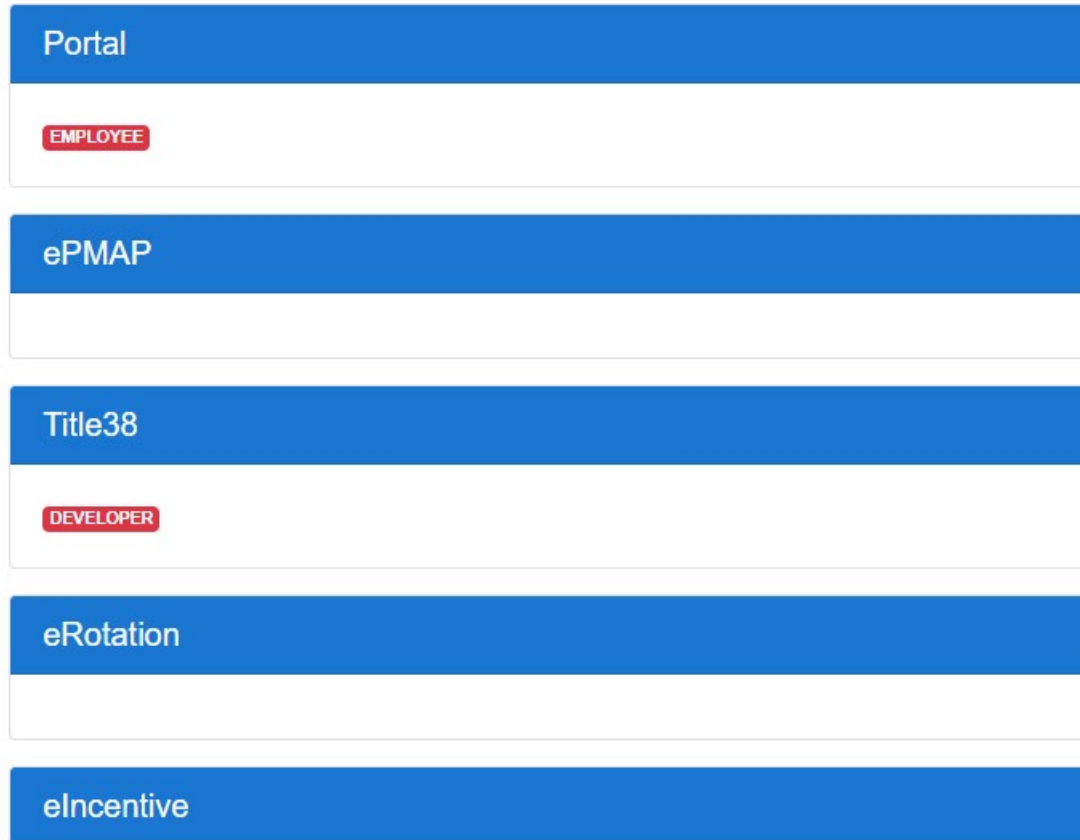 Portal
EMPLOYEE
ePMAP
Title38
DEVELOPER
eRotation
eIncentive